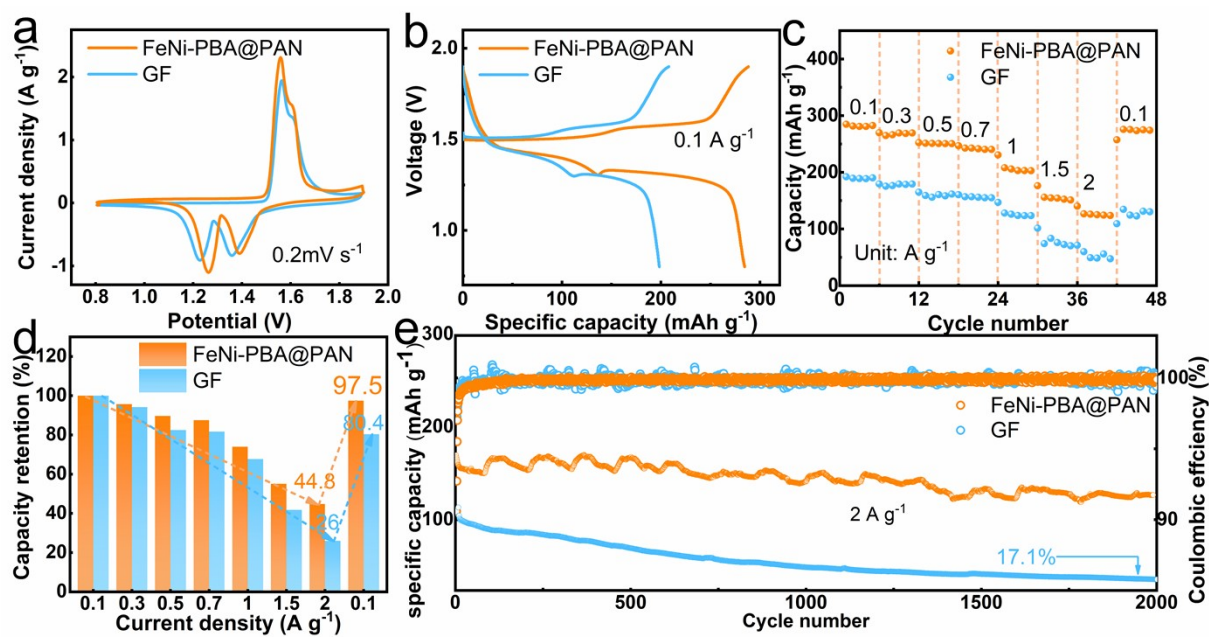 a
FeNi-PBA@PAN
GF
Current density (A g⁻¹)
2
1
0
-1
0.2mV s⁻¹
0.8 1.0 1.2 1.4 1.6 1.8 2.0
Potential (V)
b
FeNi-PBA@PAN
GF
Voltage (V)
2.0
1.5
1.0
0.1 A g⁻¹
0 100 200 300
Specific capacity (mAh g⁻¹)
c
FeNi-PBA@PAN
GF
Capacity (mAh g⁻¹)
400
300
200
100
0
0.1 0.3 0.5 0.7 1 1.5 2 0.1
Unit: A g⁻¹
0 6 12 18 24 30 36 42 48
Cycle number
d
FeNi-PBA@PAN
GF
Capacity retention (%)
120
100
80
60
40
20
0
97.5
80.4
44.8
26
0.1 0.3 0.5 0.7 1 1.5 2 0.1
Current density (A g⁻¹)
e
specific capacity (mAh g⁻¹)
300
250
200
150
100
50
FeNi-PBA@PAN
GF
2 A g⁻¹
17.1%
100
90
Coulombic effciency (%)
0 500 1000 1500 2000
Cycle number